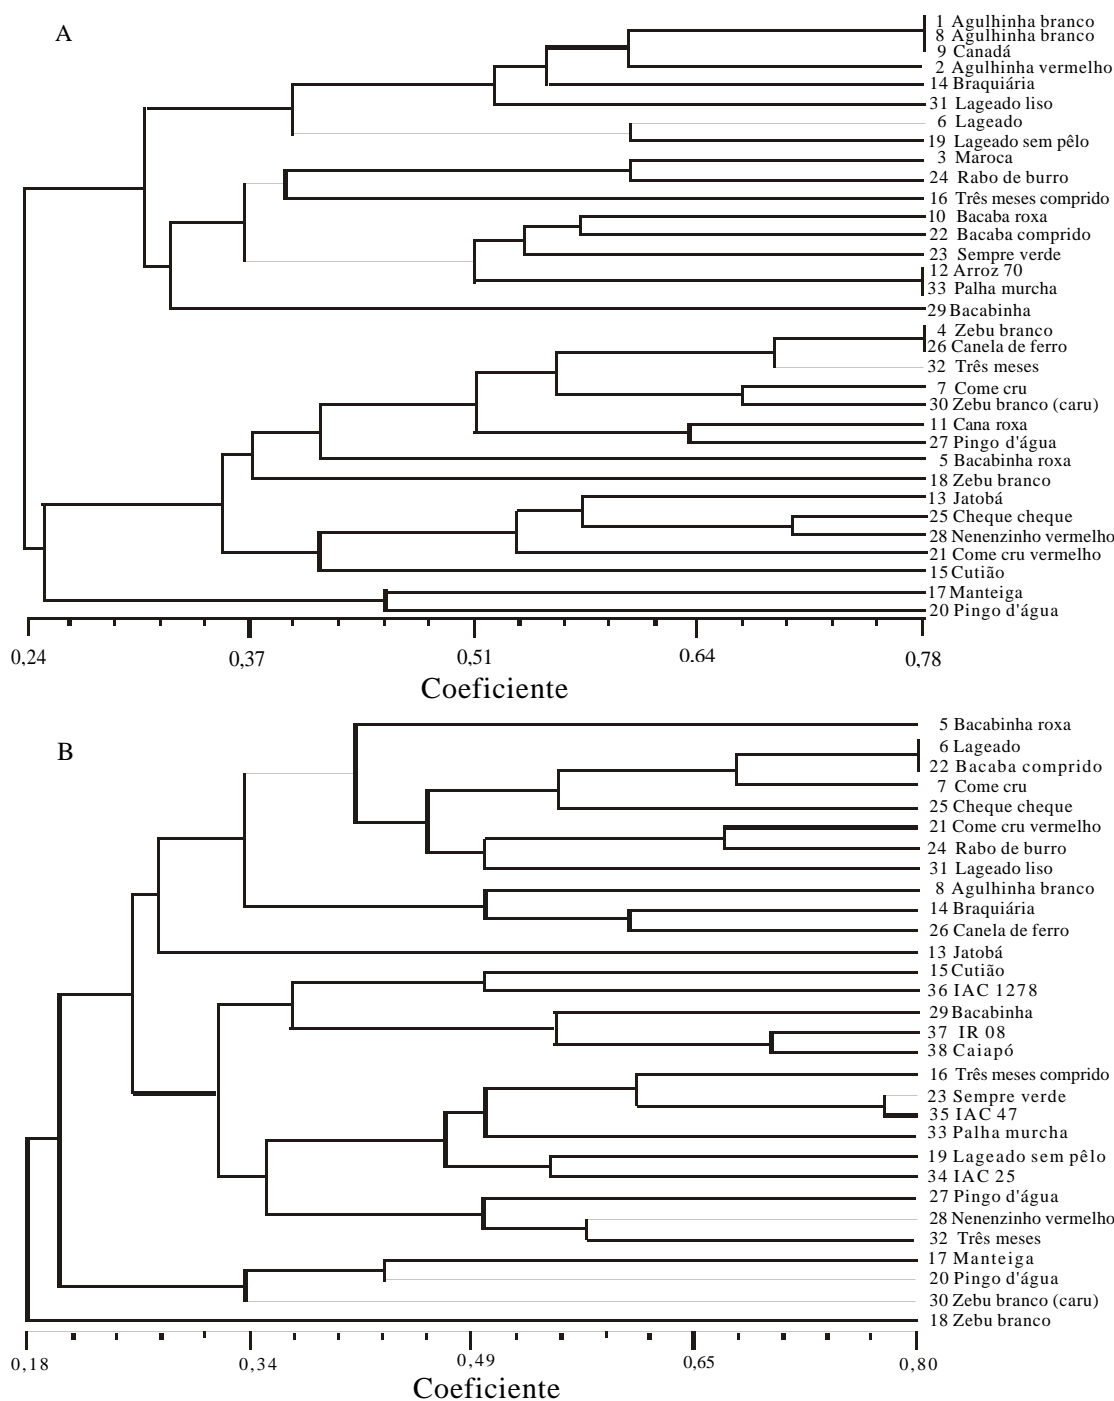 A
1 Agulhinha branco
8 Agulhinha branco
9 Canadá
2 Agulhinha vermelho
14 Braquiária
31 Lageado liso
6 Lageado
19 Lageado sem pêlo
3 Maroca
24 Rabo de burro
16 Três meses comprido
10 Bacaba roxa
22 Bacaba comprido
23 Sempre verde
12 Arroz 70
33 Palha murcha
29 Bacabinha
4 Zebu branco
26 Canela de ferro
32 Três meses
7 Come cru
30 Zebu branco (caru)
11 Cana roxa
27 Pingo d'água
5 Bacabinha roxa
18 Zebu branco
13 Jatobá
25 Cheque cheque
28 Nenenzinho vermelho
21 Come cru vermelho
15 Cutião
17 Manteiga
20 Pingo d'água
0,24 0,37 0,51 0.64 0,78
Coeficiente
B
5 Bacabinha roxa
6 Lageado
22 Bacaba comprido
7 Come cru
25 Cheque cheque
21 Come cru vermelho
24 Rabo de burro
31 Lageado liso
8 Agulhinha branco
14 Braquiária
26 Canela de ferro
13 Jatobá
15 Cutião
36 IAC 1278
29 Bacabinha
37 IR 08
38 Caiapó
16 Três meses comprido
23 Sempre verde
35 IAC 47
33 Palha murcha
19 Lageado sem pêlo
34 IAC 25
27 Pingo d'água
28 Nenenzinho vermelho
32 Três meses
17 Manteiga
20 Pingo d'água
30 Zebu branco (caru)
18 Zebu branco
0,18 0,34 0,49 0,65 0,80
Coeficiente